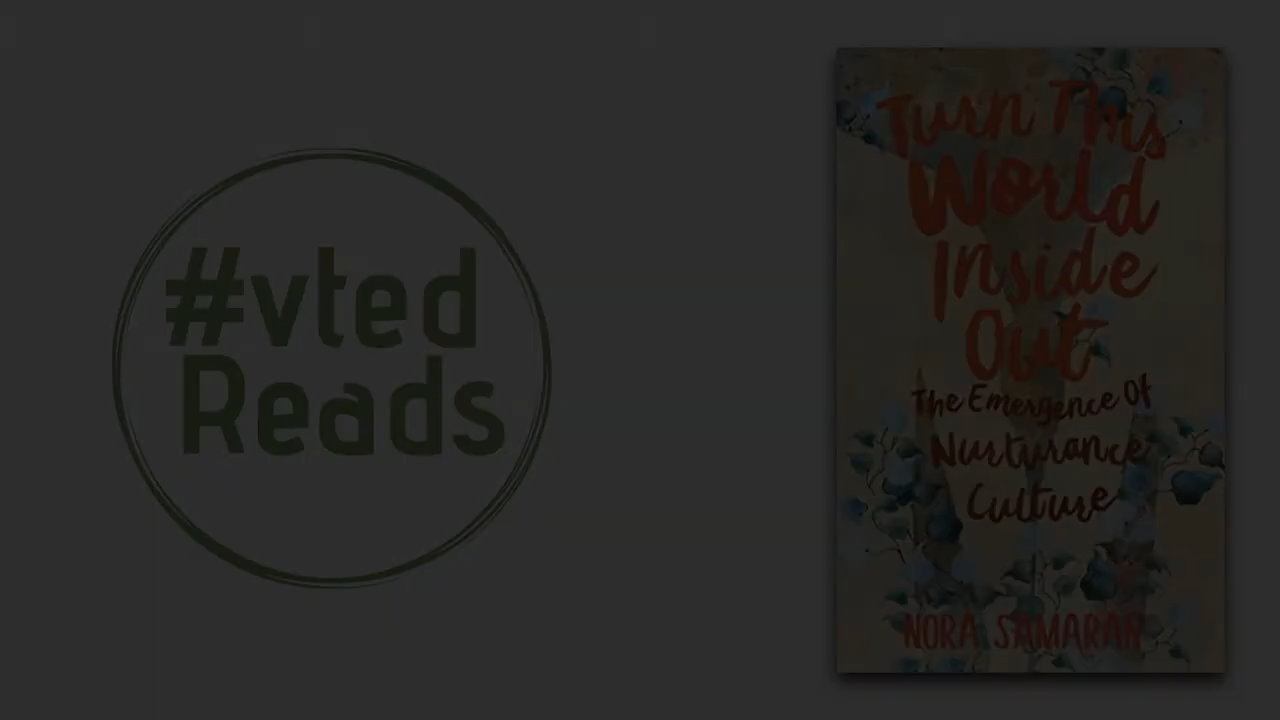 #vted
Reads
Turn This
World
Inside
Out
The Emergence Of
Nurturance
Culture
NORA SAMARAN